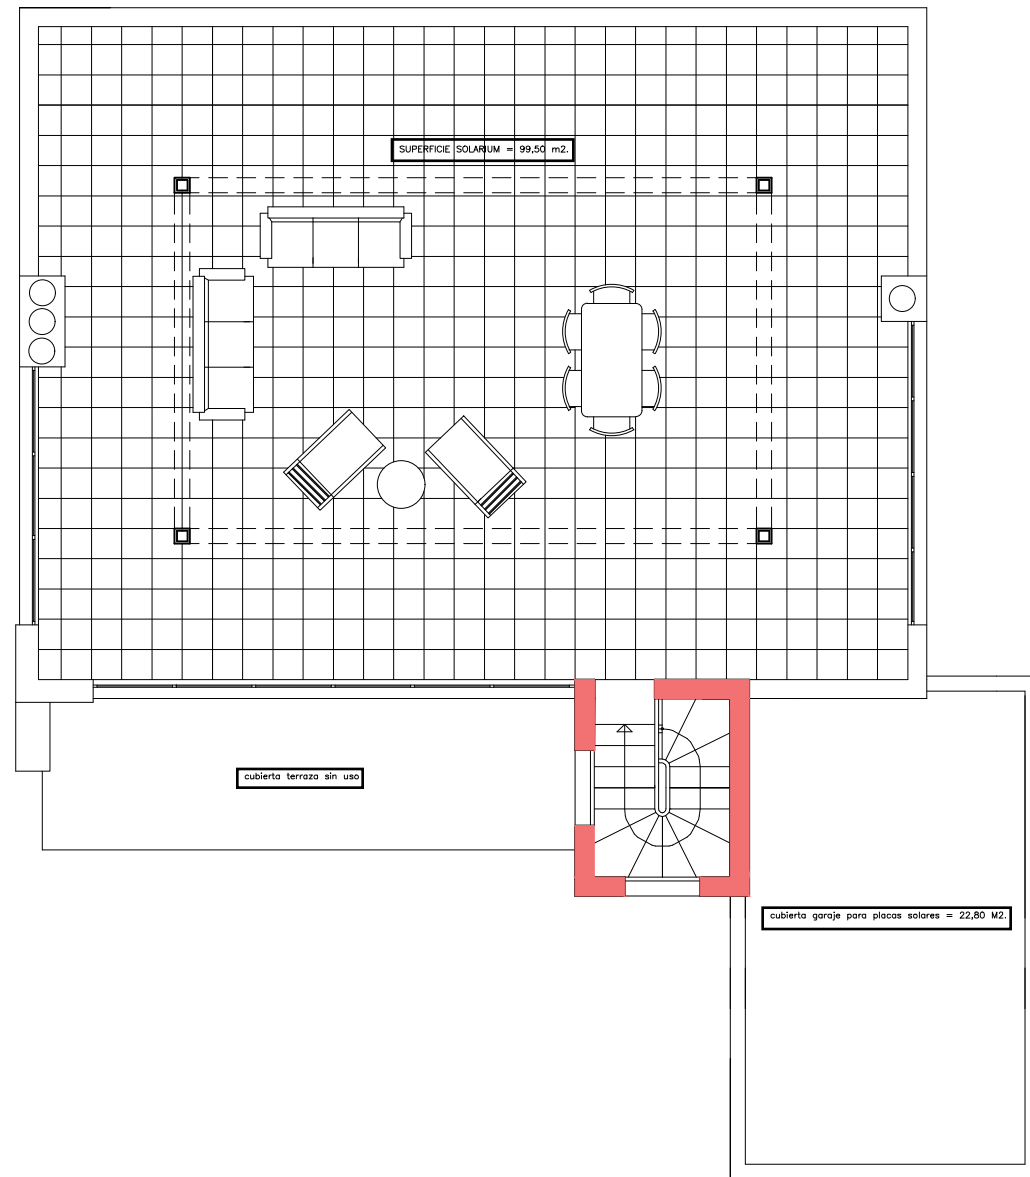 SUPERFICIE SOLARIUM = 99,50 m2.
cubierta terraza sin uso
cubierta garaje para placas solares = 22,80 M2.